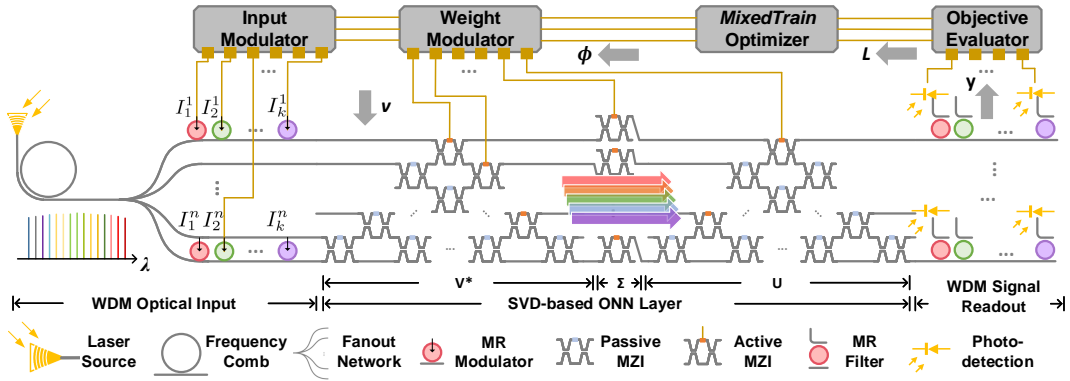 Input
Modulator
Weight
Modulator
MixedTrain
Optimizer
Objective
Evaluator
...
...
ϕ
L
v
y
I₁¹ I₂¹ I_k¹
...
...
...
...
I₁ⁿ I₂ⁿ I_kⁿ
...
...
...
...
...
...
λ
V* Σ U
WDM Optical Input
SVD-based ONN Layer
WDM Signal
Readout
Laser
Source
Frequency
Comb
Fanout
Network
MR
Modulator
Passive
MZI
Active
MZI
MR
Filter
Photo-
detection